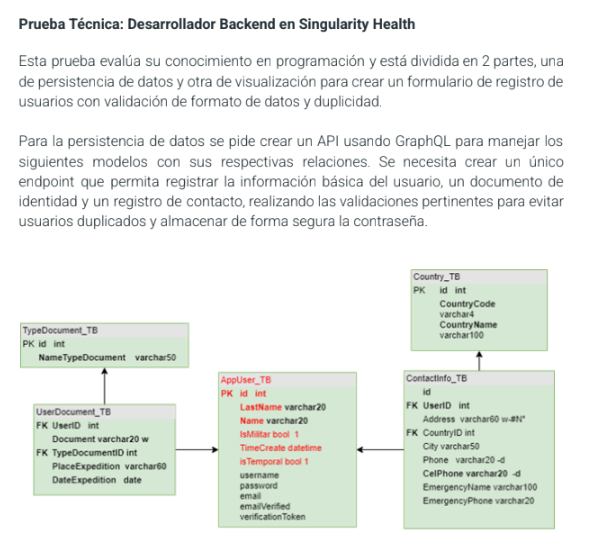 Prueba Técnica: Desarrollador Backend en Singularity Health
Esta prueba evalúa su conocimiento en programación y está dividida en 2 partes, una
de persistencia de datos y otra de visualización para crear un formulario de registro de
usuarios con validación de formato de datos y duplicidad.
Para la persistencia de datos se pide crear un API usando GraphQL para manejar los
siguientes modelos con sus respectivas relaciones. Se necesita crear un único
endpoint que permita registrar la información básica del usuario, un documento de
identidad y un registro de contacto, realizando las validaciones pertinentes para evitar
usuarios duplicados y almacenar de forma segura la contraseña.
Country_TB
PK id int
CountryCode
varchar4
CountryName
varchar100
TypeDocument_TB
PK id int
NameTypeDocument varchar50
UserDocument_TB
FK UserID int
Document varchar20 w
FK TypeDocumentID int
PlaceExpedition varchar60
DateExpedition date
AppUser_TB
PK id int
LastName varchar20
Name varchar20
IsMilitar bool 1
TimeCreate datetime
isTemporal bool 1
username
password
email
emailVerified
verificationToken
ContactInfo_TB
id
FK UserID int
Address varchar60 w-#N°
FK CountryID int
City varchar50
Phone varchar20 -d
CelPhone varchar20 -d
EmergencyName varchar100
EmergencyPhone varchar20